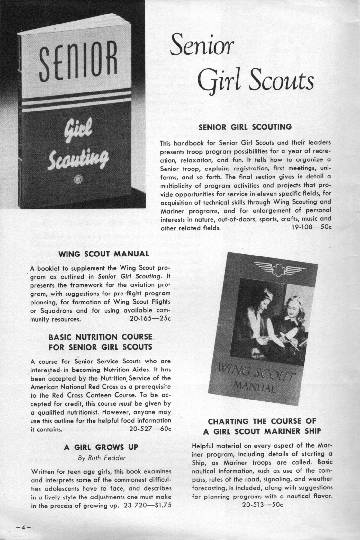 SENIOR
Girl
Scouting
Senior
Girl Scouts
SENIOR GIRL SCOUTING
This handbook for Senior Girl Scouts and their leaders
presents troop program possibilities for a year of recre-
ation, relaxation, and fun. It tells how to organize a
Senior troop, explains registration, first meetings, uni-
forms, and so forth. The final section gives in detail a
multiplicity of program activities and projects that pro-
vide opportunities for service in eleven specific fields, for
acquisition of technical skills through Wing Scouting and
Mariner programs, and for enlargement of personal
interests in nature, out-of-doors, sports, crafts, music and
other related fields. 19-108—50c
WING SCOUT MANUAL
A booklet to supplement the Wing Scout pro-
gram as outlined in Senior Girl Scouting. It
presents the framework for the aviation pro-
gram, with suggestions for pre-flight program
planning, for formation of Wing Scout Flights
or Squadrons and for using available com-
munity resources. 20-165—25c
BASIC NUTRITION COURSE
FOR SENIOR GIRL SCOUTS
A course for Senior Service Scouts who are
interested in becoming Nutrition Aides. It has
been accepted by the Nutrition Service of the
American National Red Cross as a prerequisite
to the Red Cross Canteen Course. To be ac-
cepted for credit, this course must be given by
a qualified nutritionist. However, anyone may
use this outline for the helpful food information
it contains. 20-527—60c
A GIRL GROWS UP
By Ruth Fedder
Written for teen age girls, this book examines
and interprets some of the commonest difficul-
ties adolescents have to face, and describes
in a lively style the adjustments one must make
in the process of growing up. 23-720—$1.75
WING SCOUT
MANUAL
CHARTING THE COURSE OF
A GIRL SCOUT MARINER SHIP
Helpful material on every aspect of the Mar-
iner program, including details of starting a
Ship, as Mariner troops are called. Basic
nautical information, such as use of the com-
pass, rules of the road, signaling, and weather
forecasting, is included, along with suggestions
for planning programs with a nautical flavor.
20-513—50c
—4—